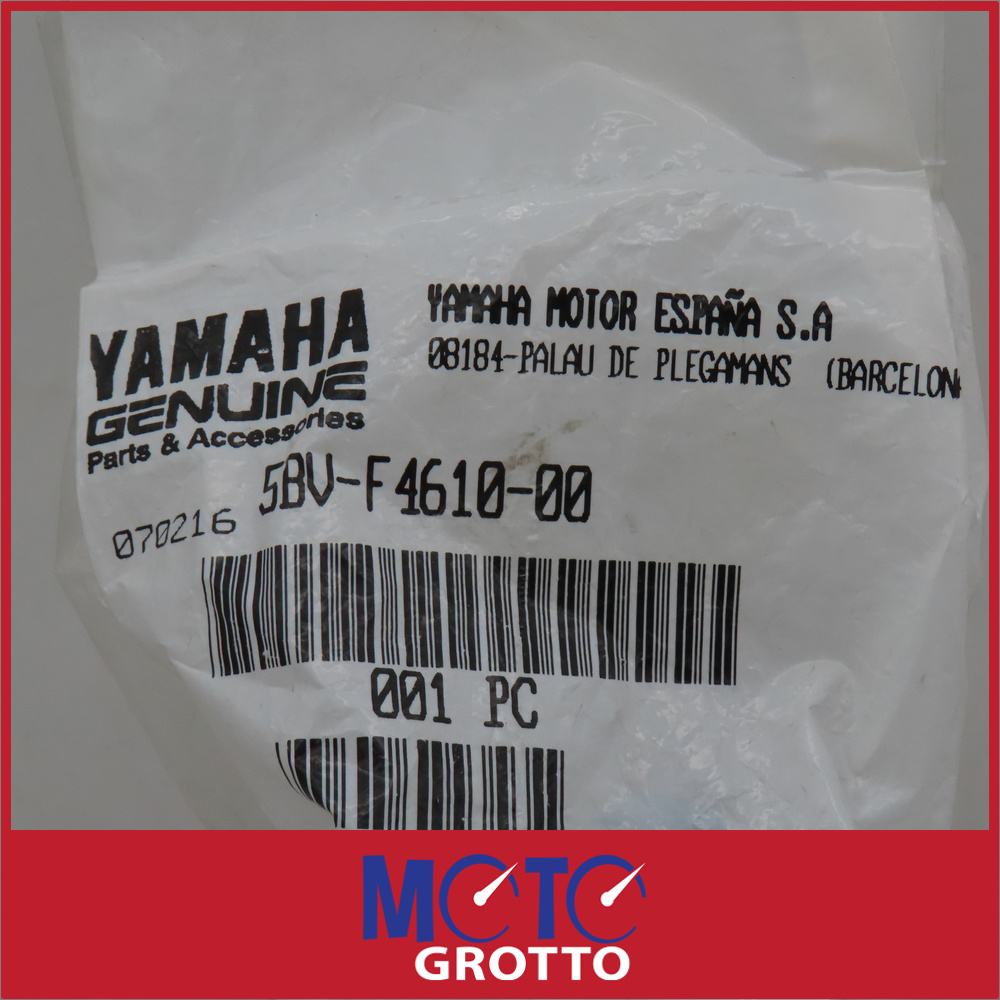 YAMAHA
GENUINE
Parts & Accessories
YAMAHA MOTOR ESPAÑA S.A
08184-PALAU DE PLEGAMANS (BARCELONA
5BV-F4610-00
070216
001 PC
MOTO
GROTTO